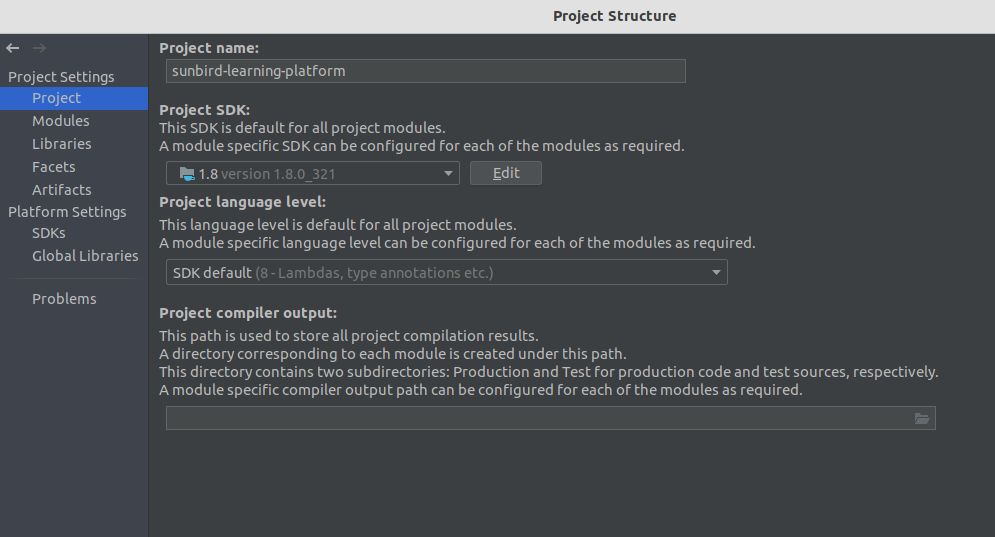 Project Structure
Project name:
sunbird-learning-platform
Project Settings
Project
Modules
Libraries
Facets
Artifacts
Platform Settings
SDKs
Global Libraries
Problems
Project SDK:
This SDK is default for all project modules.
A module specific SDK can be configured for each of the modules as required.
1.8 version 1.8.0_321
Edit
Project language level:
This language level is default for all project modules.
A module specific language level can be configured for each of the modules as required.
SDK default (8 - Lambdas, type annotations etc.)
Project compiler output:
This path is used to store all project compilation results.
A directory corresponding to each module is created under this path.
This directory contains two subdirectories: Production and Test for production code and test sources, respectively.
A module specific compiler output path can be configured for each of the modules as required.